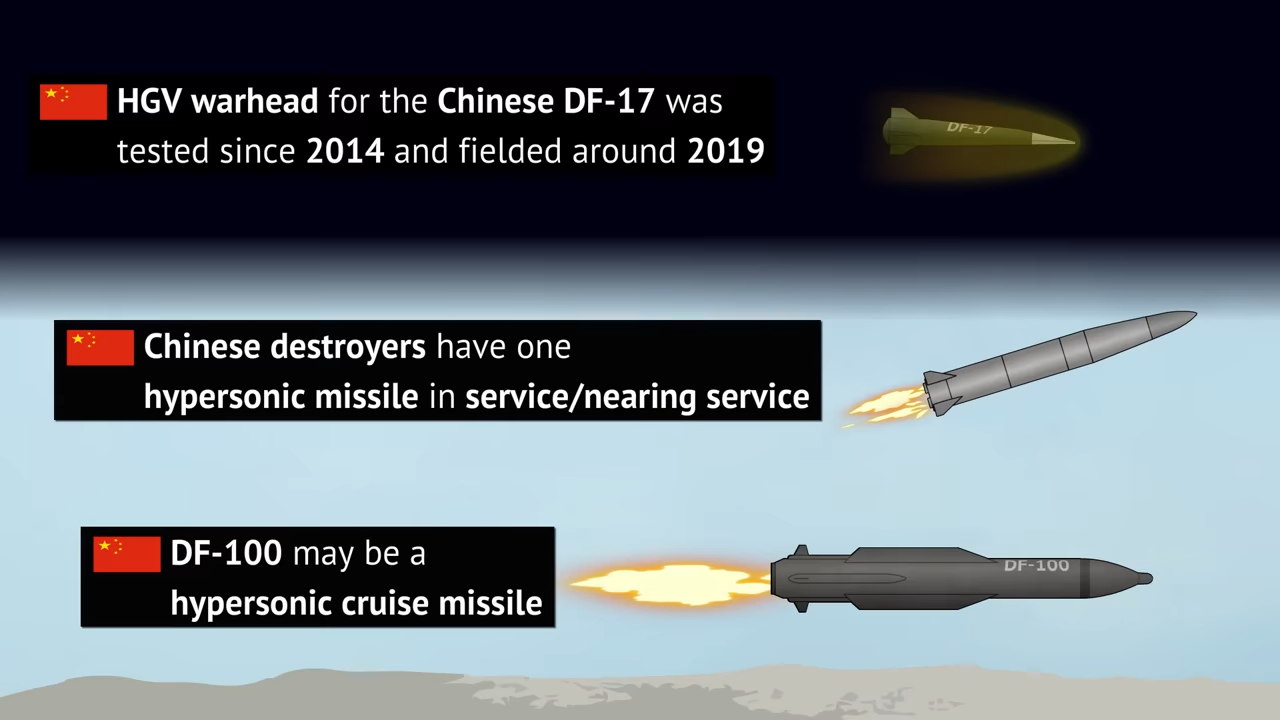 HGV warhead for the Chinese DF-17 was
tested since 2014 and fielded around 2019
DF-17
Chinese destroyers have one
hypersonic missile in service/nearing service
DF-100 may be a
hypersonic cruise missile
DF-100